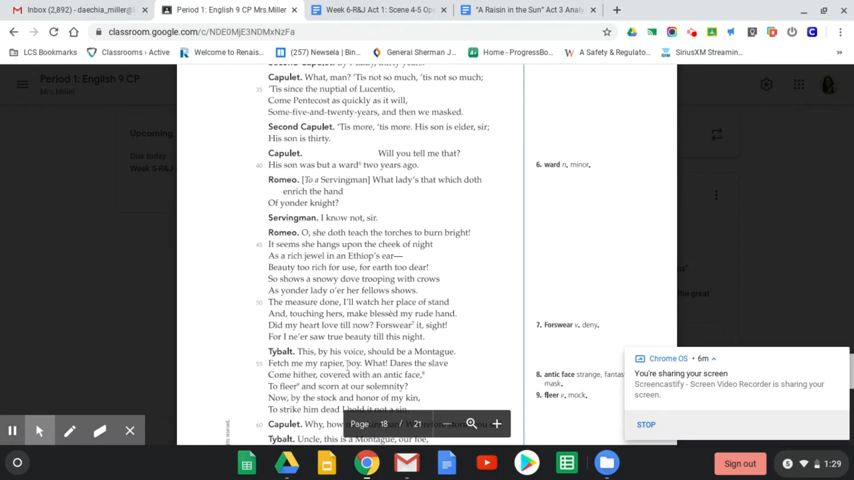 Inbox (2,892) - daechia_miller@
Period 1: English 9 CP Mrs.Miller
Week 6-R&J Act 1: Scene 4-5 Op
"A Raisin in the Sun" Act 3 Anal
classroom.google.com/c/NDE0MjE3NDMxNzFa
LCS Bookmarks
Classrooms › Active
Welcome to Renais...
(257) Newsela | Bin...
General Sherman J...
Home - ProgressBo...
A Safety & Regulato...
SiriusXM Streamin...
Period 1: English 9 CP
Mrs.Miller
Upcoming
Due today
Week 5-R&J
the great
Capulet. What, man? 'Tis not so much, 'tis not so much;
35 'Tis since the nuptial of Lucentio,
Come Pentecost as quickly as it will,
Some-five-and-twenty-years, and then we masked.
Second Capulet. 'Tis more, 'tis more. His son is elder, sir;
His son is thirty.
Capulet. Will you tell me that?
40 His son was but a ward6 two years ago.
Romeo. [To a Servingman] What lady's that which doth
enrich the hand
Of yonder knight?
Servingman. I know not, sir.
Romeo. O, she doth teach the torches to burn bright!
45 It seems she hangs upon the cheek of night
As a rich jewel in an Ethiop's ear—
Beauty too rich for use, for earth too dear!
So shows a snowy dove trooping with crows
As yonder lady o'er her fellows shows.
50 The measure done, I'll watch her place of stand
And, touching hers, make blessèd my rude hand.
Did my heart love till now? Forswear7 it, sight!
For I ne'er saw true beauty till this night.
Tybalt. This, by his voice, should be a Montague.
55 Fetch me my rapier, boy. What! Dares the slave
Come hither, covered with an antic face,8
To fleer9 and scorn at our solemnity?
Now, by the stock and honor of my kin,
To strike him dead I hold it not a sin.
60 Capulet. Why, how
Tybalt. Uncle, this is a Montague, our foe,
6. ward n, minor.
7. Forswear v. deny.
8. antic face strange, fantas
mask.
9. fleer v. mock.
Page 18 / 21
Chrome OS • 6m
You're sharing your screen
Screencastify - Screen Video Recorder is sharing your
screen.
STOP
Sign out
5
1:29